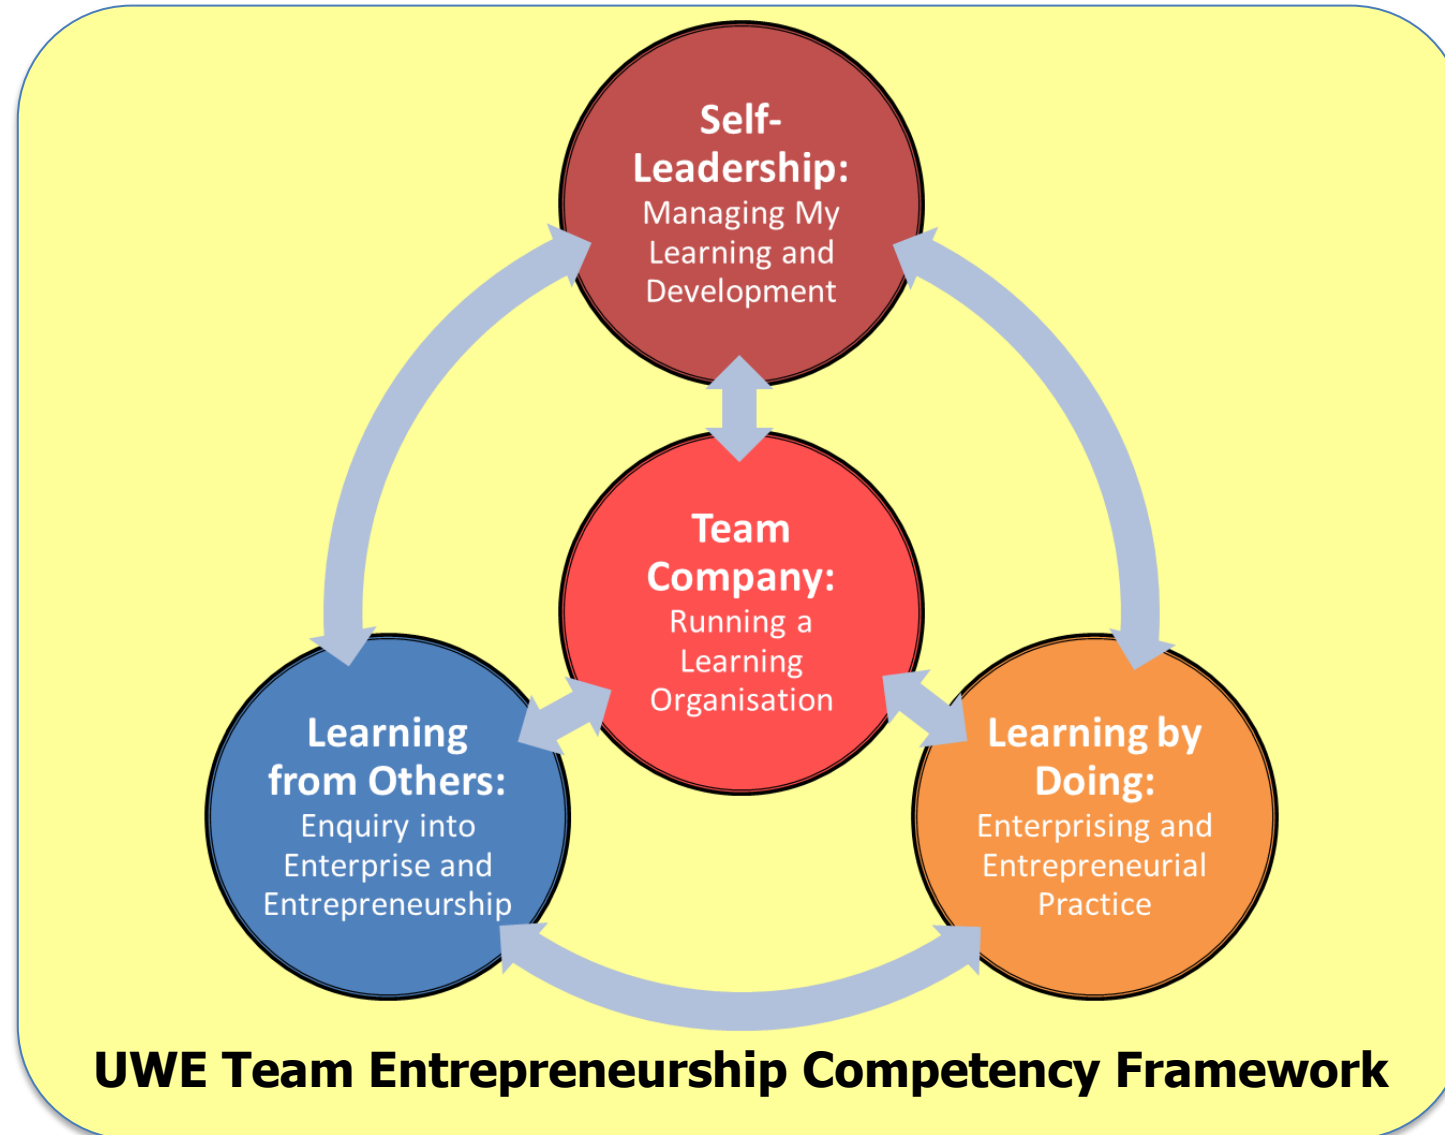 Self-
Leadership:
Managing My
Learning and
Development
Team
Company:
Running a
Learning
Organisation
Learning
from Others:
Enquiry into
Enterprise and
Entrepreneurship
Learning by
Doing:
Enterprising and
Entrepreneurial
Practice
UWE Team Entrepreneurship Competency Framework